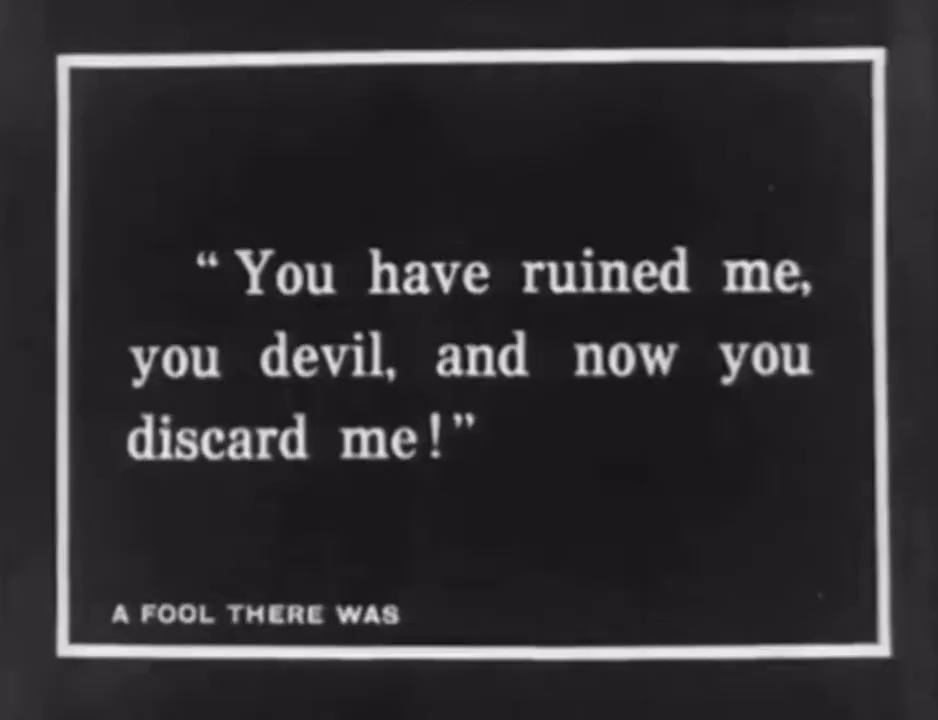 “ You have ruined me,
you devil, and now you
discard me!”
A FOOL THERE WAS